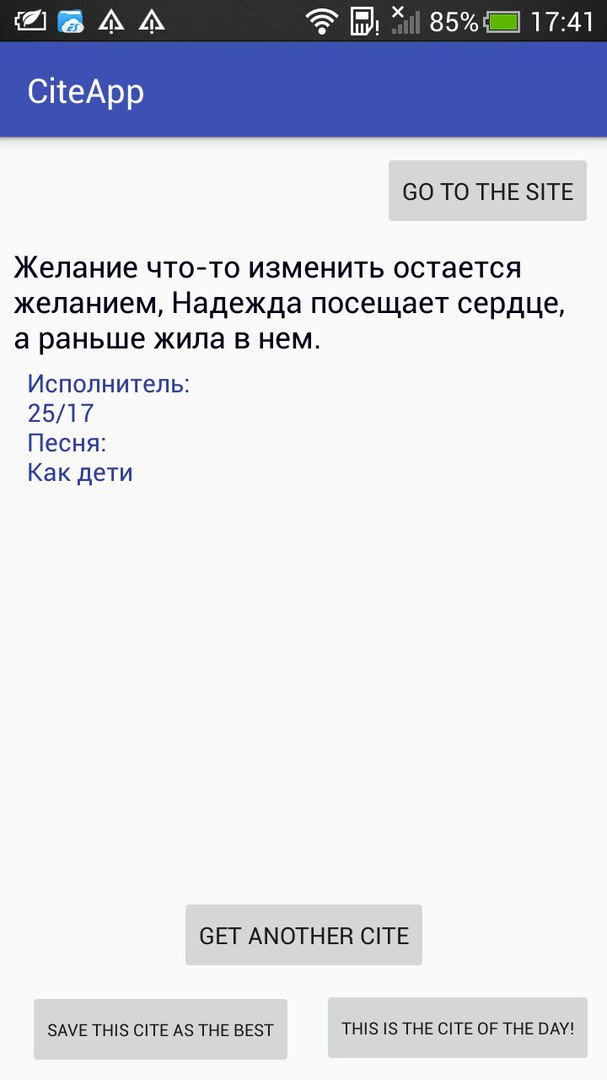 85% 17:41
CiteApp
GO TO THE SITE
Желание что-то изменить остается
желанием, Надежда посещает сердце,
а раньше жила в нем.
Исполнитель:
25/17
Песня:
Как дети
GET ANOTHER CITE
SAVE THIS CITE AS THE BEST
THIS IS THE CITE OF THE DAY!